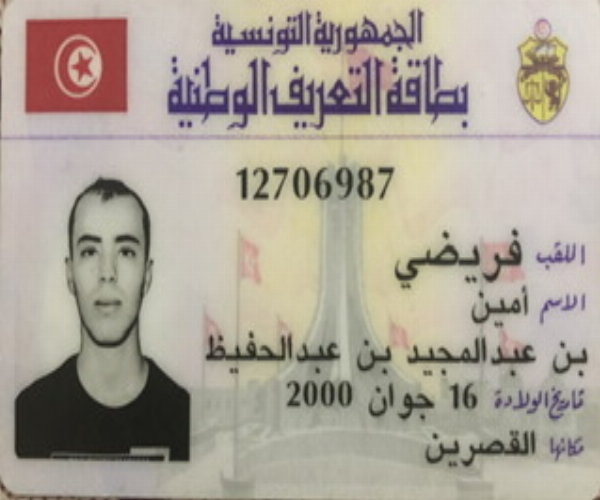 الجمهورية التونسية
بطاقة التعريف الوطنية
12706987
اللقب فريضي
الاسم أمين
بن عبدالمجيد بن عبدالحفيظ
تاريخ الولادة 16 جوان 2000
مكانها القصرين